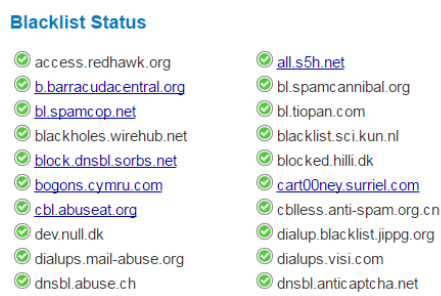 Blacklist Status
access.redhawk.org
all.s5h.net
b.barracudacentral.org
bl.spamcannibal.org
bl.spamcop.net
bl.tiopan.com
blackholes.wirehub.net
blacklist.sci.kun.nl
block.dnsbl.sorbs.net
blocked.hilli.dk
bogons.cymru.com
cart00ney.surriel.com
cbl.abuseat.org
cblless.anti-spam.org.cn
dev.null.dk
dialup.blacklist.jippg.org
dialups.mail-abuse.org
dialups.visi.com
dnsbl.abuse.ch
dnsbl.anticaptcha.net